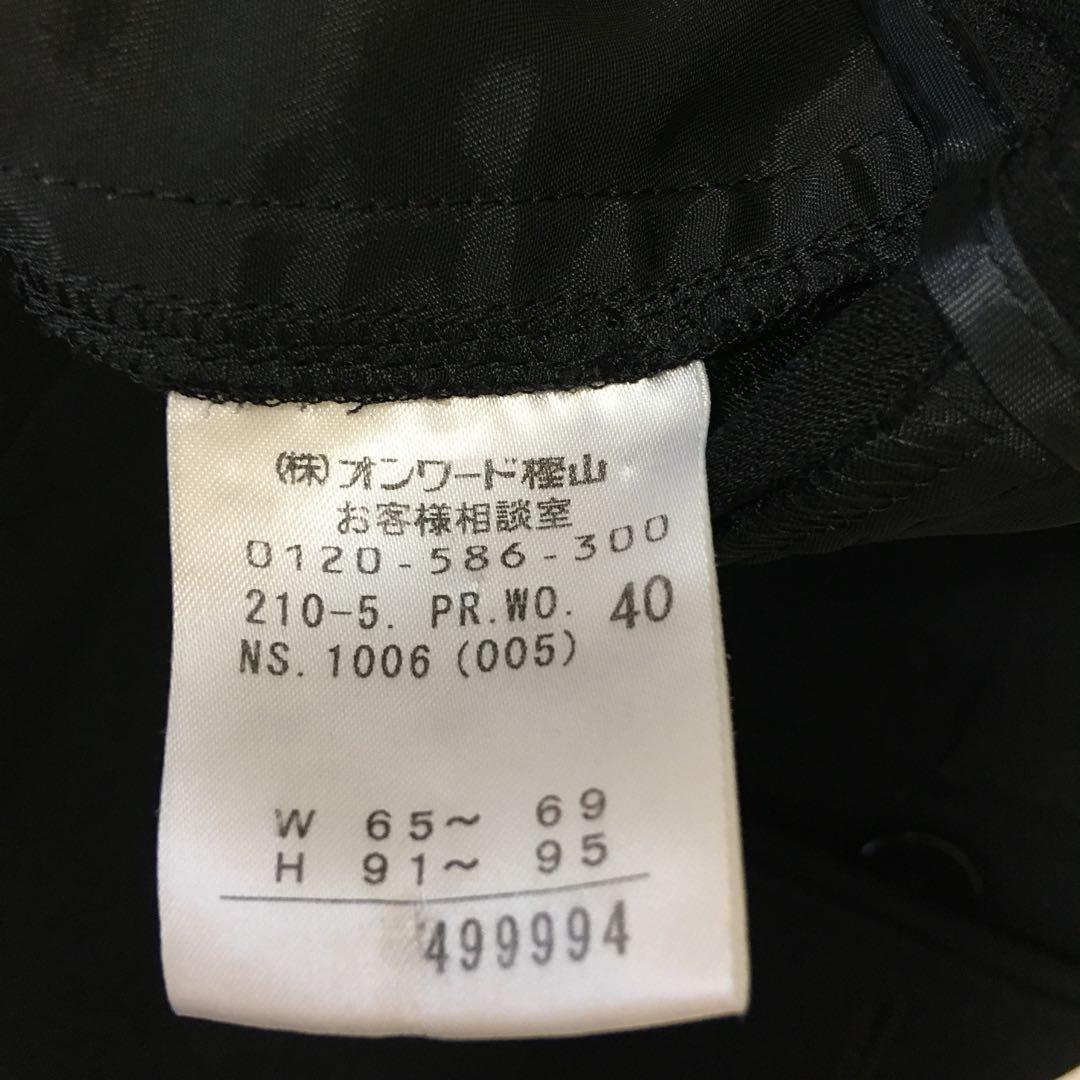 (株)オンワード樫山
お客様相談室
0120-586-300
210-5. PR.WO. 40
NS.1006(005)
W 65～ 69
H 91～ 95
499994